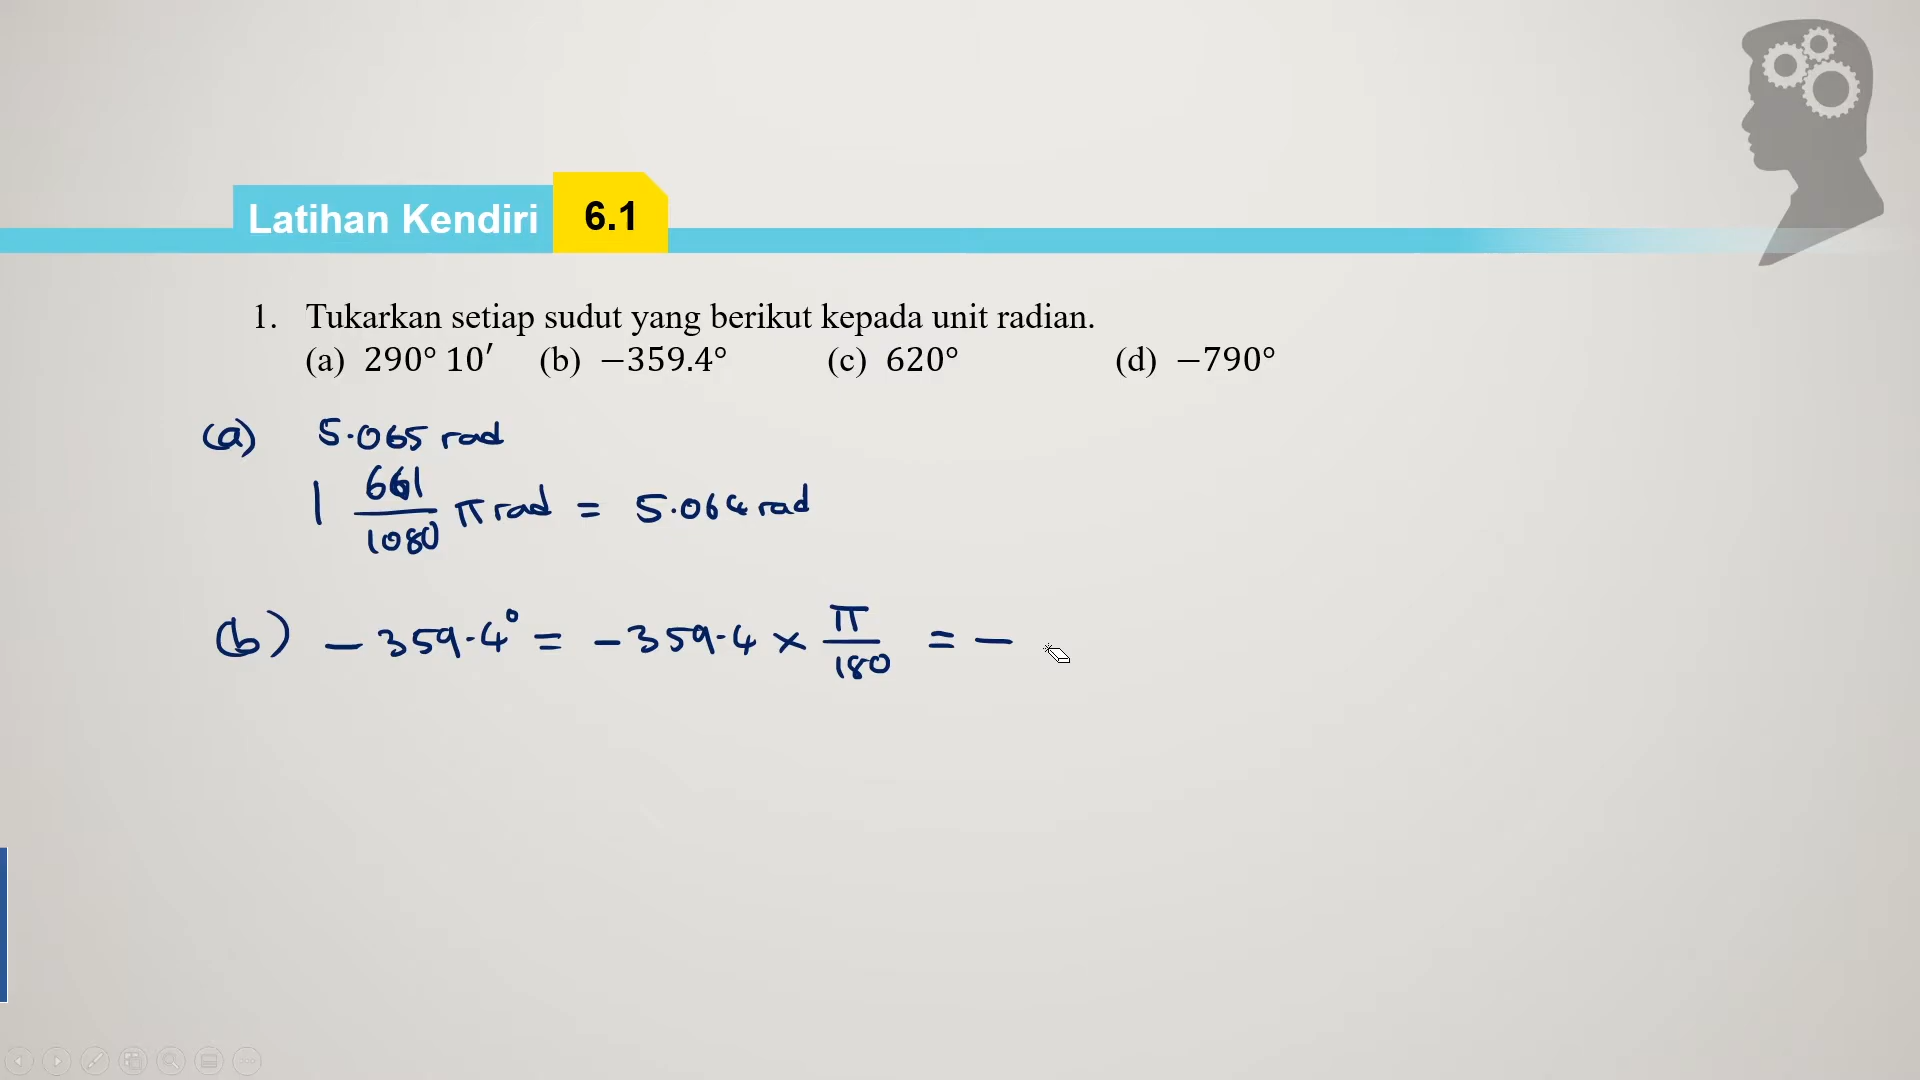 Latihan Kendiri 6.1
1. Tukarkan setiap sudut yang berikut kepada unit radian.
(a) 290° 10′ (b) −359.4° (c) 620° (d) −790°
(a) 5.065 rad
1 661/1080 π rad = 5.064 rad
(b) −359.4° = −359.4 × π/180 = −